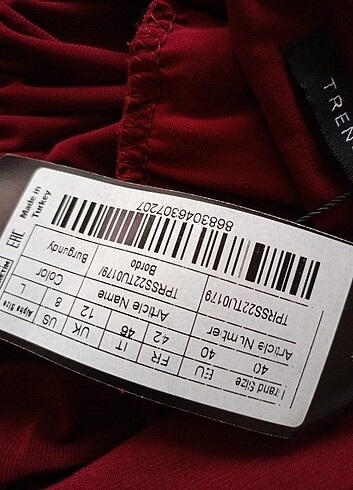 TREN
Brand Size EU FR IT UK US Alpha Size
40 40 42 46 12 8 L
Article Number Article Name Color
TPRSS22TU0179 TPRSS22TU0179/ Burgundy
Bordo
8683046307207
Made in
Turkey
EAC